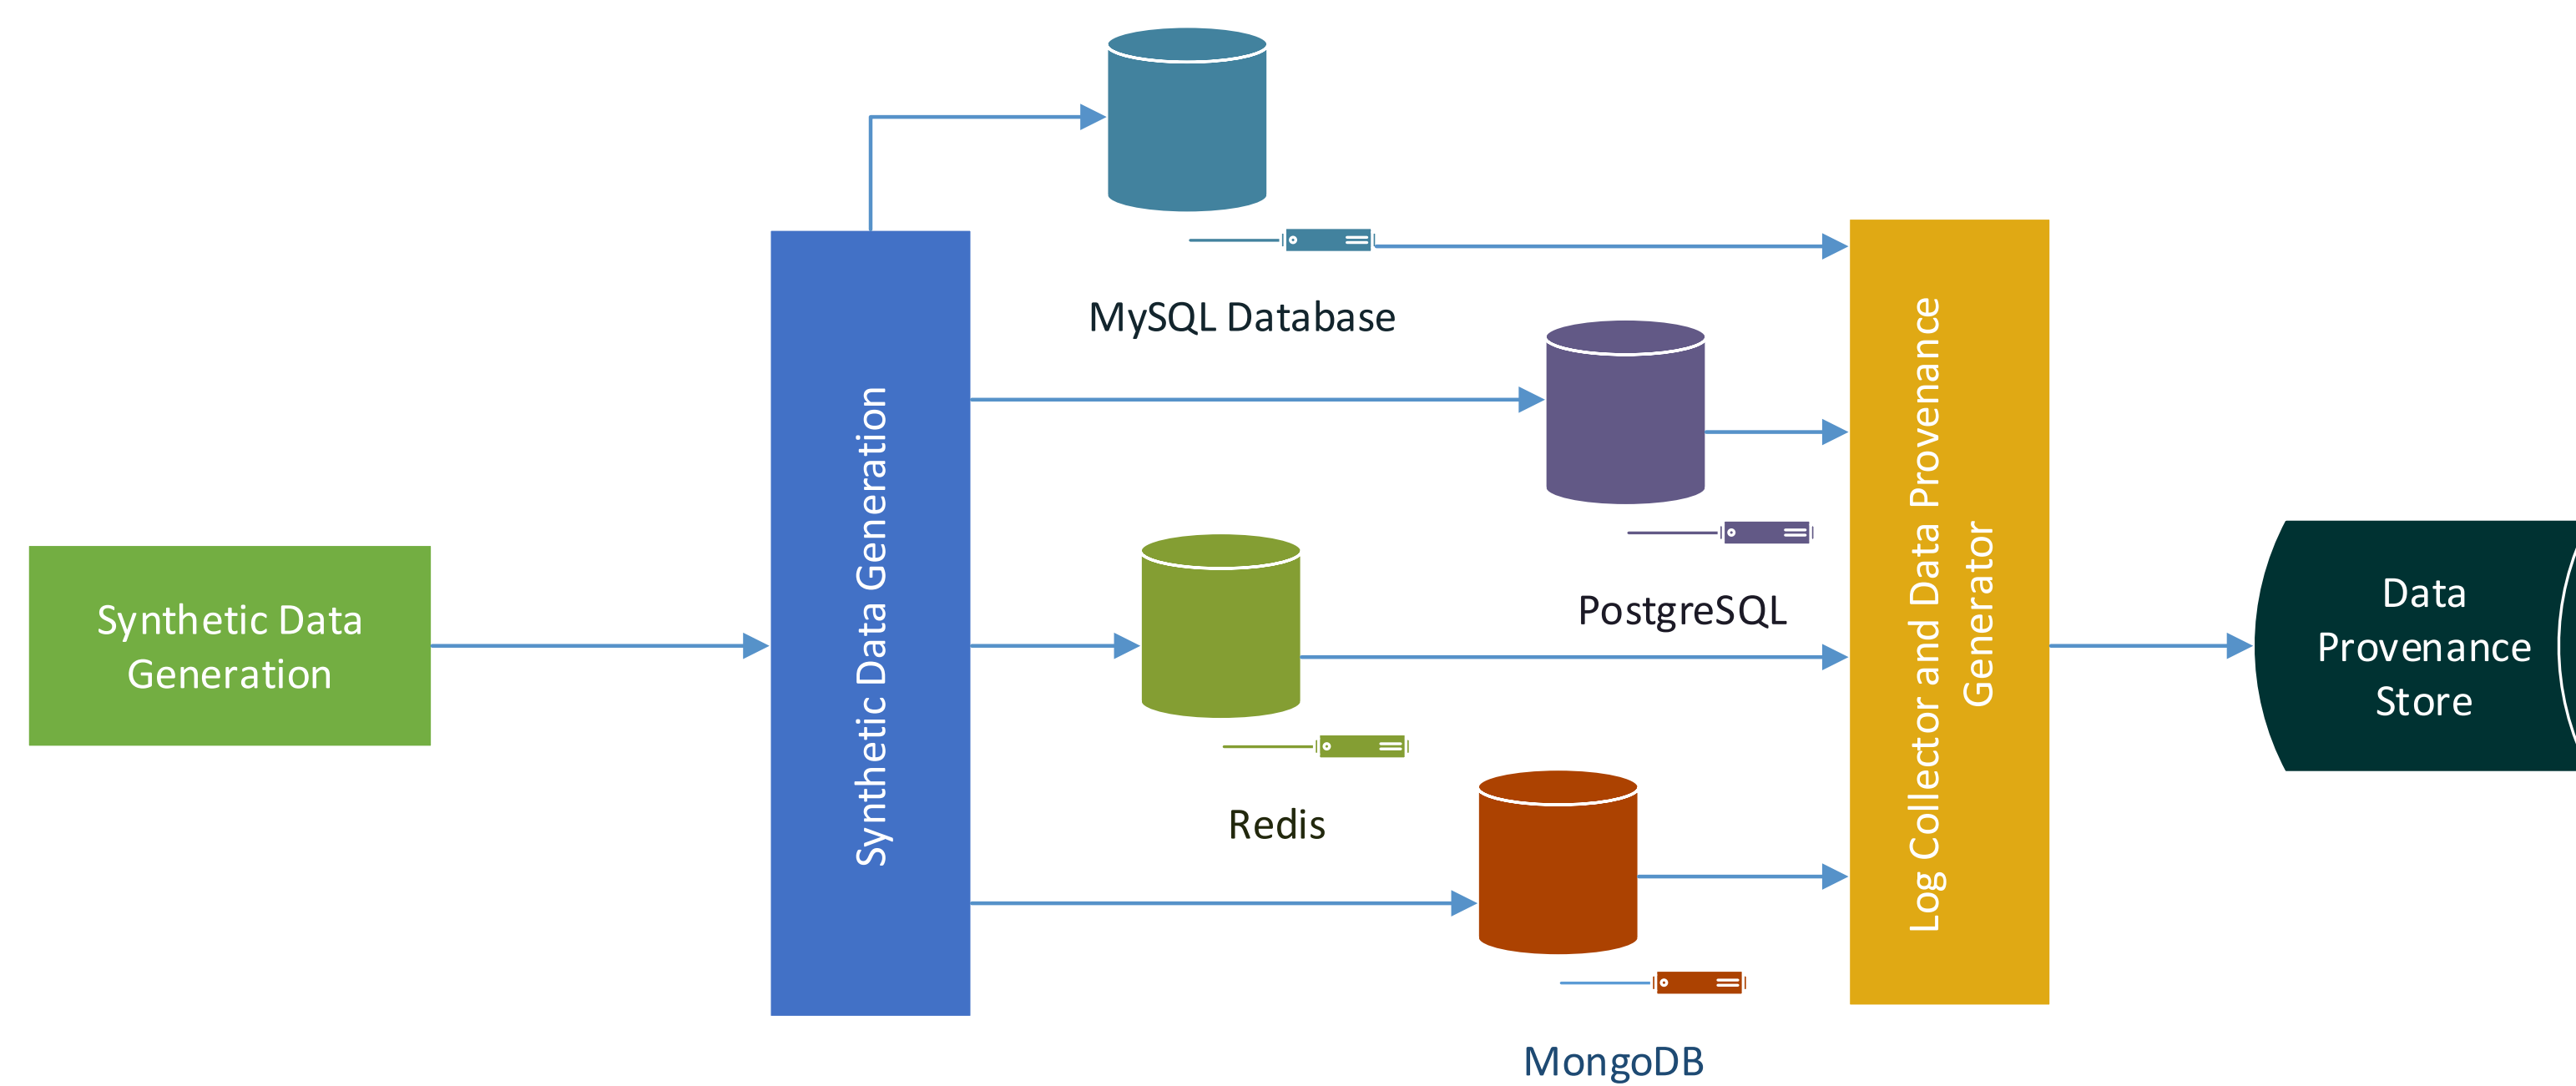 Synthetic Data
Generation
Synthetic Data Generation
MySQL Database
PostgreSQL
Redis
MongoDB
Log Collector and Data Provenance
Generator
Data
Provenance
Store